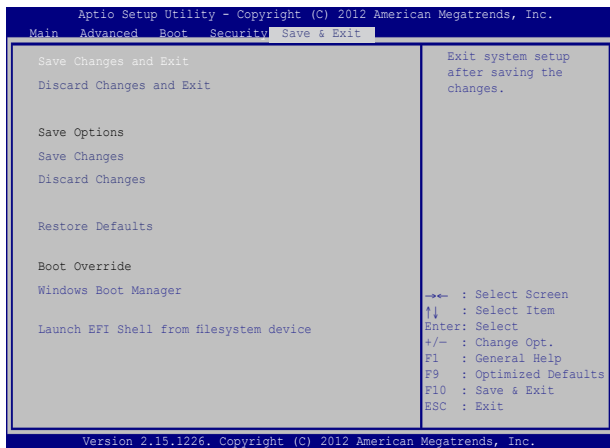 Aptio Setup Utility - Copyright (C) 2012 American Megatrends, Inc.
Main Advanced Boot Security Save & Exit
Save Changes and Exit
Discard Changes and Exit
Save Options
Save Changes
Discard Changes
Restore Defaults
Boot Override
Windows Boot Manager
Launch EFI Shell from filesystem device
Exit system setup
after saving the
changes.
→← : Select Screen
↑↓ : Select Item
Enter: Select
+/— : Change Opt.
F1 : General Help
F9 : Optimized Defaults
F10 : Save & Exit
ESC : Exit
Version 2.15.1226. Copyright (C) 2012 American Megatrends, Inc.